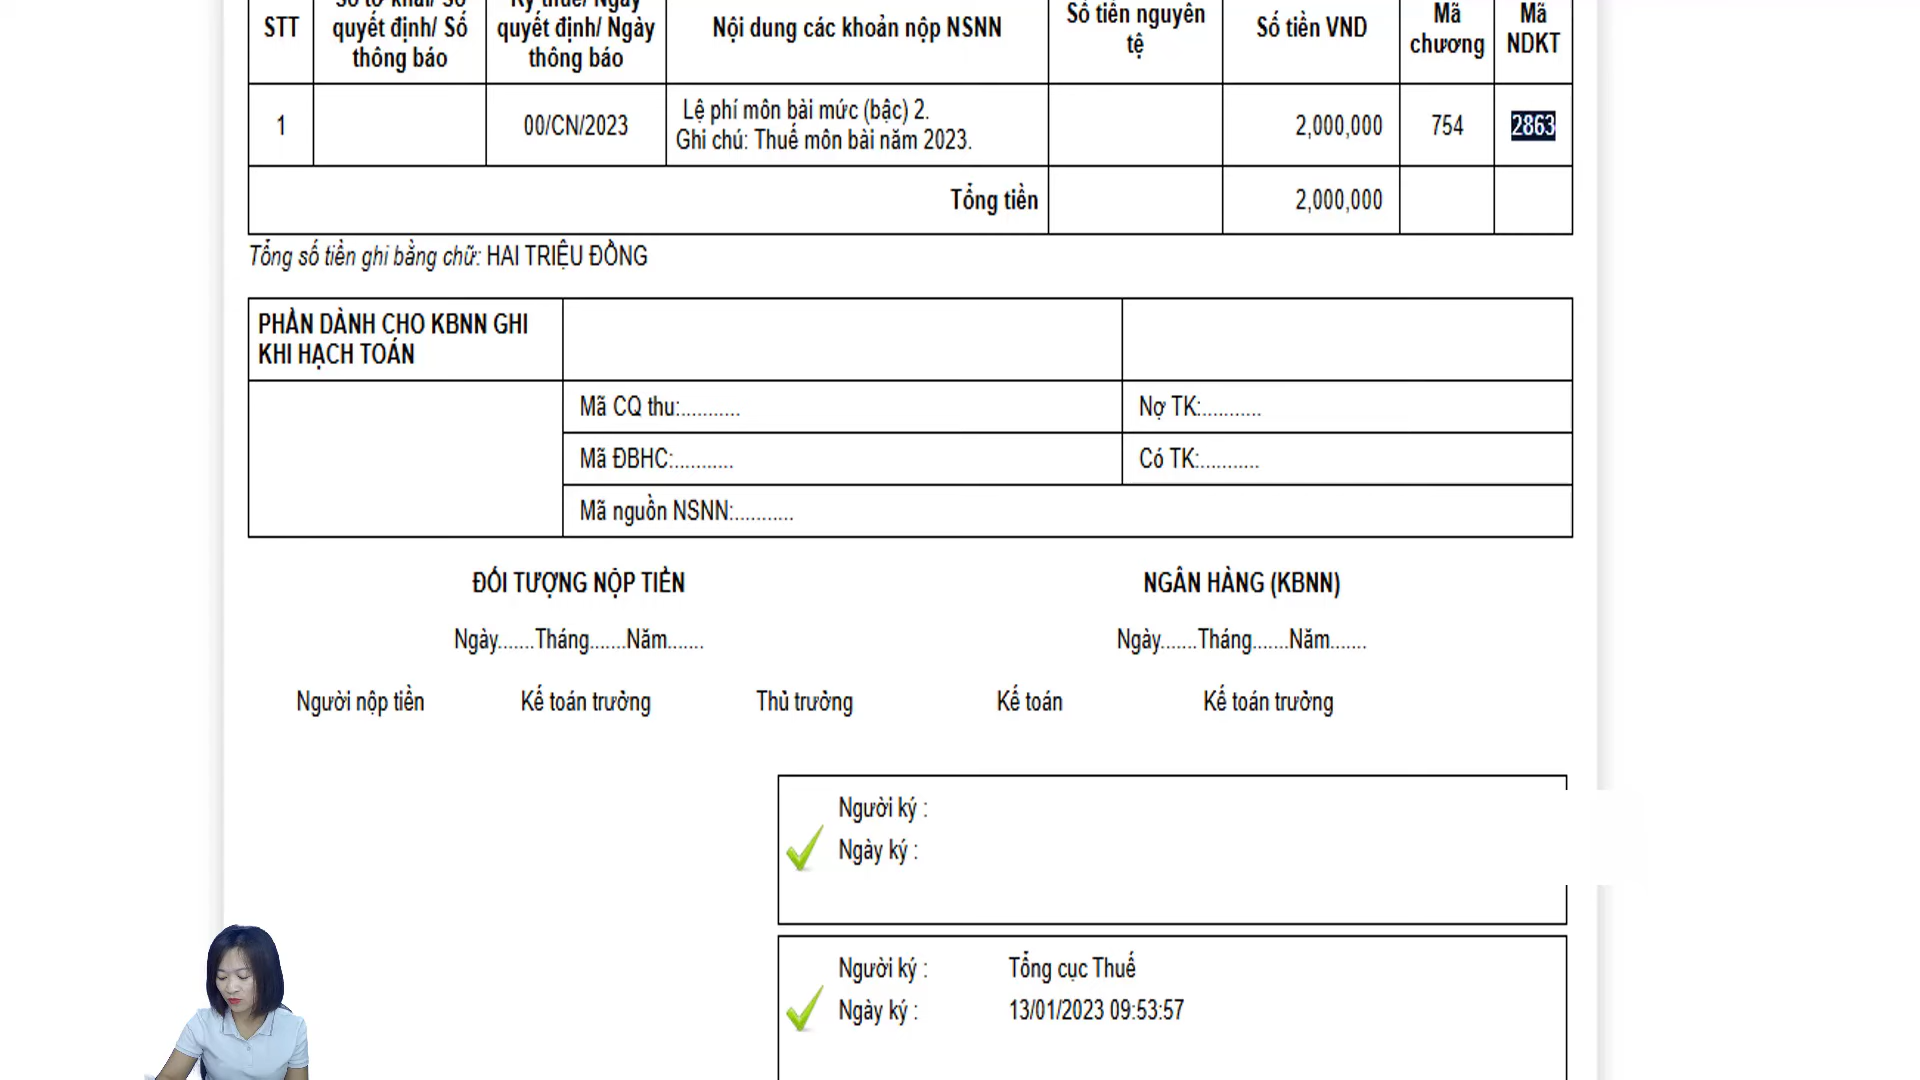 STT
Số tờ khai/ Số
quyết định/ Số
thông báo
Kỳ thuế/ Ngày
quyết định/ Ngày
thông báo
Nội dung các khoản nộp NSNN
Số tiền nguyên
tệ
Số tiền VND
Mã
chương
Mã
NDKT
1
00/CN/2023
Lệ phí môn bài mức (bậc) 2.
Ghi chú: Thuế môn bài năm 2023.
2,000,000
754
2863
Tổng tiền
2,000,000
Tổng số tiền ghi bằng chữ: HAI TRIỆU ĐỒNG
PHẦN DÀNH CHO KBNN GHI
KHI HẠCH TOÁN
Mã CQ thu:...........
Nợ TK:...........
Mã ĐBHC:...........
Có TK:...........
Mã nguồn NSNN:...........
ĐỐI TƯỢNG NỘP TIỀN
NGÂN HÀNG (KBNN)
Ngày.......Tháng.......Năm.......
Ngày.......Tháng.......Năm.......
Người nộp tiền
Kế toán trưởng
Thủ trưởng
Kế toán
Kế toán trưởng
Người ký :
Ngày ký :
Người ký : Tổng cục Thuế
Ngày ký : 13/01/2023 09:53:57